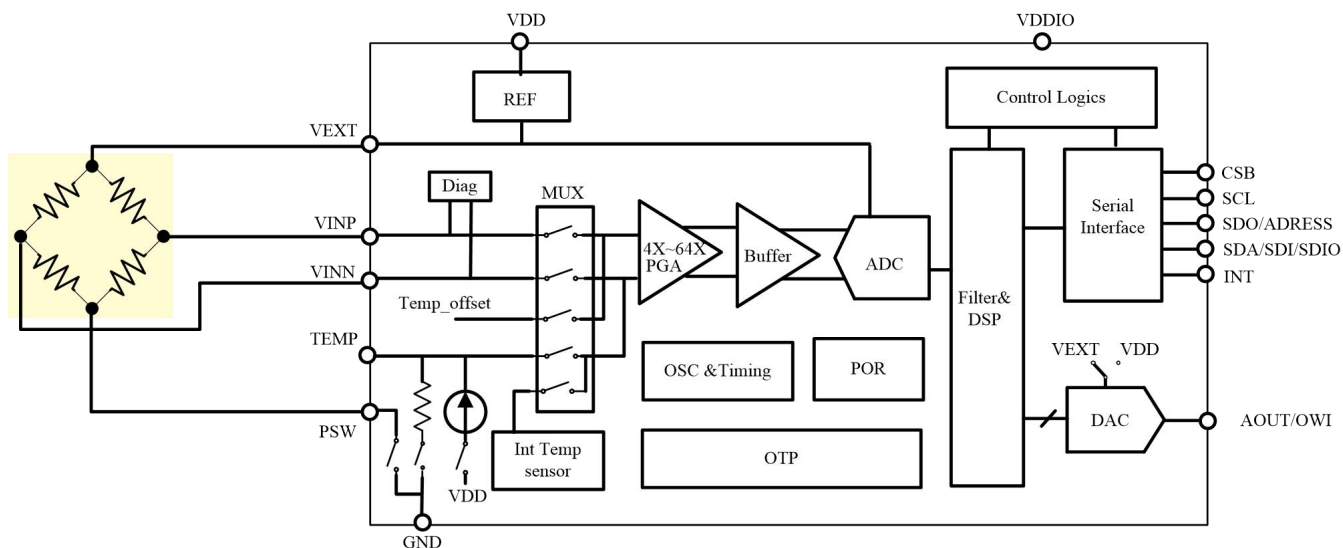 VDD
VDDIO
REF
Control Logics
VEXT
Diag
MUX
CSB
SCL
Serial
Interface
SDO/ADRESS
SDA/SDI/SDIO
INT
VINP
4X~64X
PGA
Buffer
ADC
VINN
Temp_offset
Filter&
DSP
TEMP
OSC &Timing
POR
VEXT
VDD
DAC
AOUT/OWI
PSW
Int Temp
sensor
OTP
VDD
GND